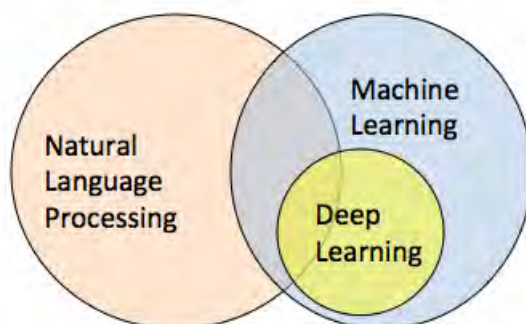 Natural
Language
Processing
Machine
Learning
Deep
Learning